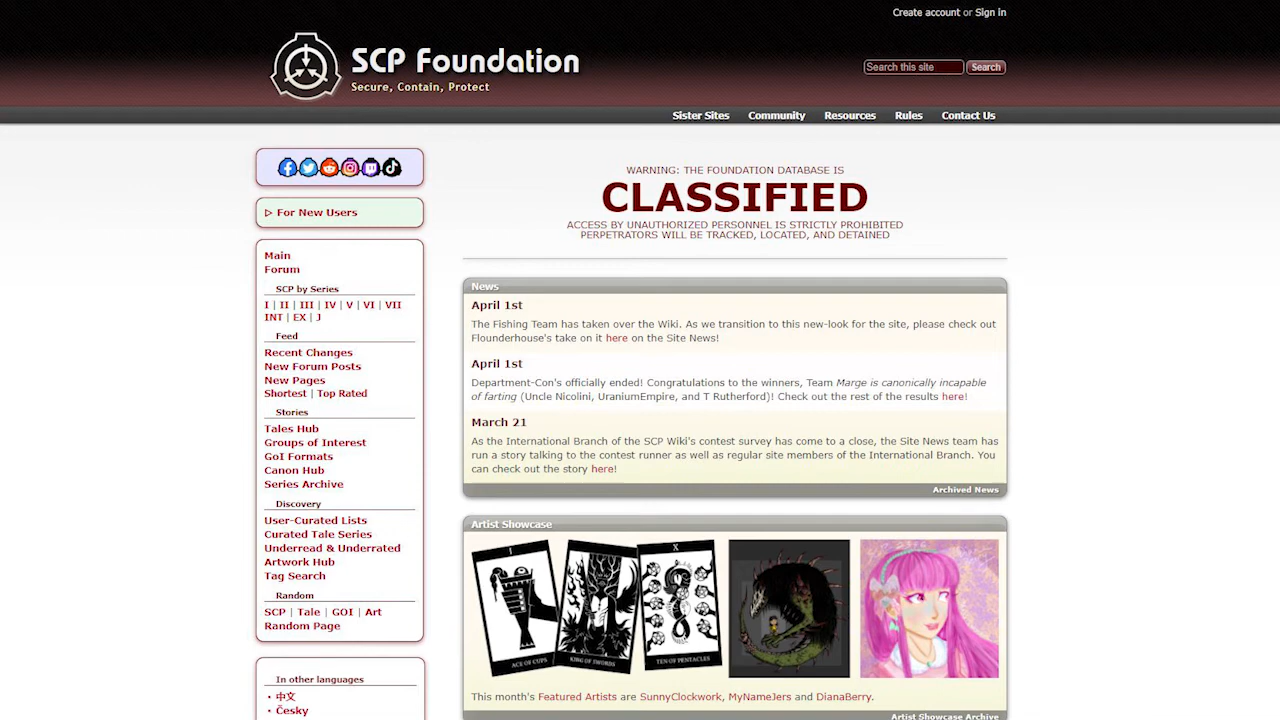 Create account or Sign in
SCP Foundation
Secure, Contain, Protect
Search this site
Search
Sister Sites Community Resources Rules Contact Us
▷ For New Users
Main
Forum
SCP by Series
I | II | III | IV | V | VI | VII
INT | EX | J
Feed
Recent Changes
New Forum Posts
New Pages
Shortest | Top Rated
Stories
Tales Hub
Groups of Interest
GoI Formats
Canon Hub
Series Archive
Discovery
User-Curated Lists
Curated Tale Series
Underread & Underrated
Artwork Hub
Tag Search
Random
SCP | Tale | GOI | Art
Random Page
In other languages
• 中文
• Česky
WARNING: THE FOUNDATION DATABASE IS
CLASSIFIED
ACCESS BY UNAUTHORIZED PERSONNEL IS STRICTLY PROHIBITED
PERPETRATORS WILL BE TRACKED, LOCATED, AND DETAINED
News
April 1st
The Fishing Team has taken over the Wiki. As we transition to this new-look for the site, please check out
Flounderhouse's take on it here on the Site News!
April 1st
Department-Con's officially ended! Congratulations to the winners, Team Marge is canonically incapable
of farting (Uncle Nicolini, UraniumEmpire, and T Rutherford)! Check out the rest of the results here!
March 21
As the International Branch of the SCP Wiki's contest survey has come to a close, the Site News team has
run a story talking to the contest runner as well as regular site members of the International Branch. You
can check out the story here!
Archived News
Artist Showcase
I
X
ACE OF CUPS
KING OF SWORDS
TEN OF PENTACLES
This month's Featured Artists are SunnyClockwork, MyNameJers and DianaBerry.
Artist Showcase Archive